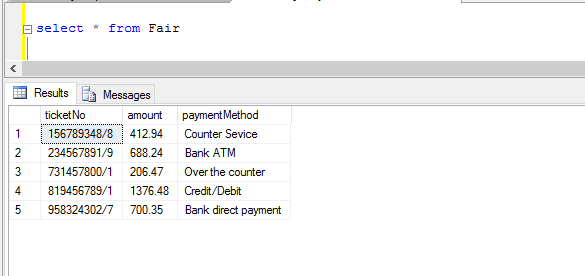 select * from Fair
Results Messages
ticketNo amount paymentMethod
1 156789348/8 412.94 Counter Sevice
2 234567891/9 688.24 Bank ATM
3 731457800/1 206.47 Over the counter
4 819456789/1 1376.48 Credit/Debit
5 958324302/7 700.35 Bank direct payment